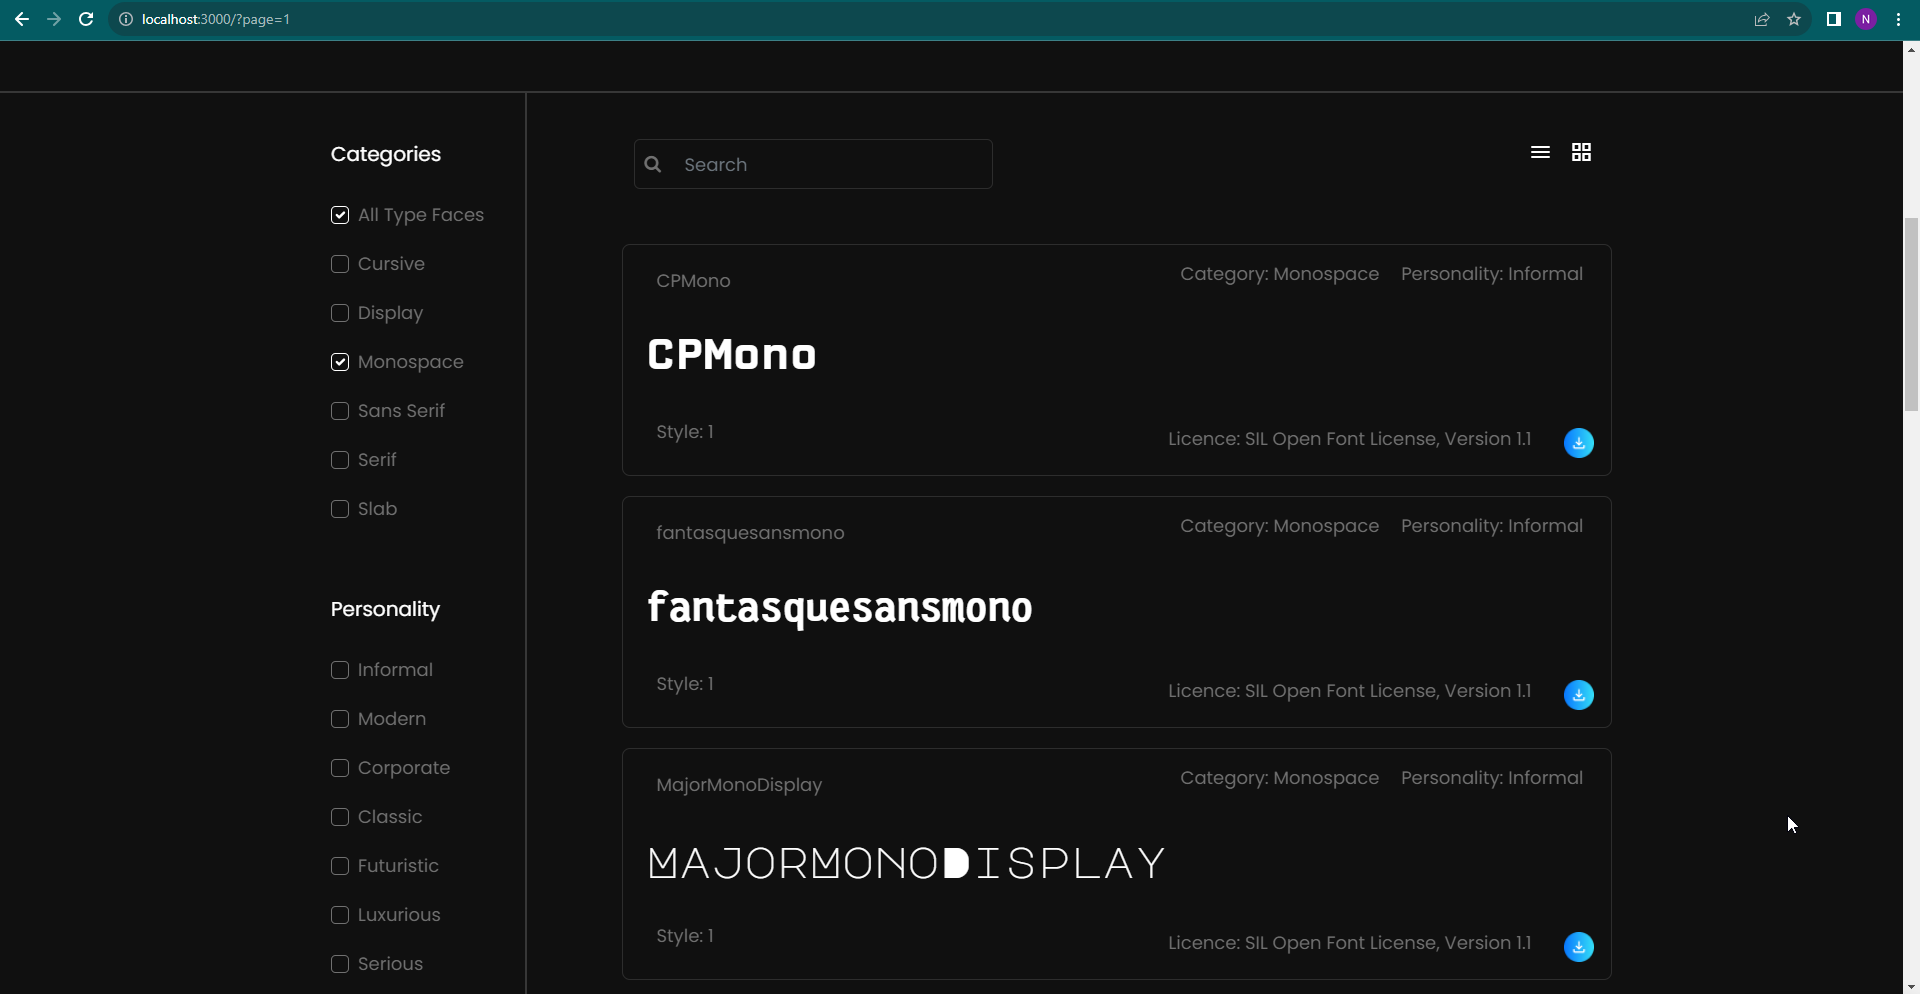 localhost:3000/?page=1
N
Categories
All Type Faces
Cursive
Display
Monospace
Sans Serif
Serif
Slab
Personality
Informal
Modern
Corporate
Classic
Futuristic
Luxurious
Serious
Search
CPMono
Category: Monospace Personality: Informal
CPMono
Style: 1
Licence: SIL Open Font License, Version 1.1
fantasquesansmono
Category: Monospace Personality: Informal
fantasquesansmono
Style: 1
Licence: SIL Open Font License, Version 1.1
MajorMonoDisplay
Category: Monospace Personality: Informal
MAJORMONODISPLAY
Style: 1
Licence: SIL Open Font License, Version 1.1